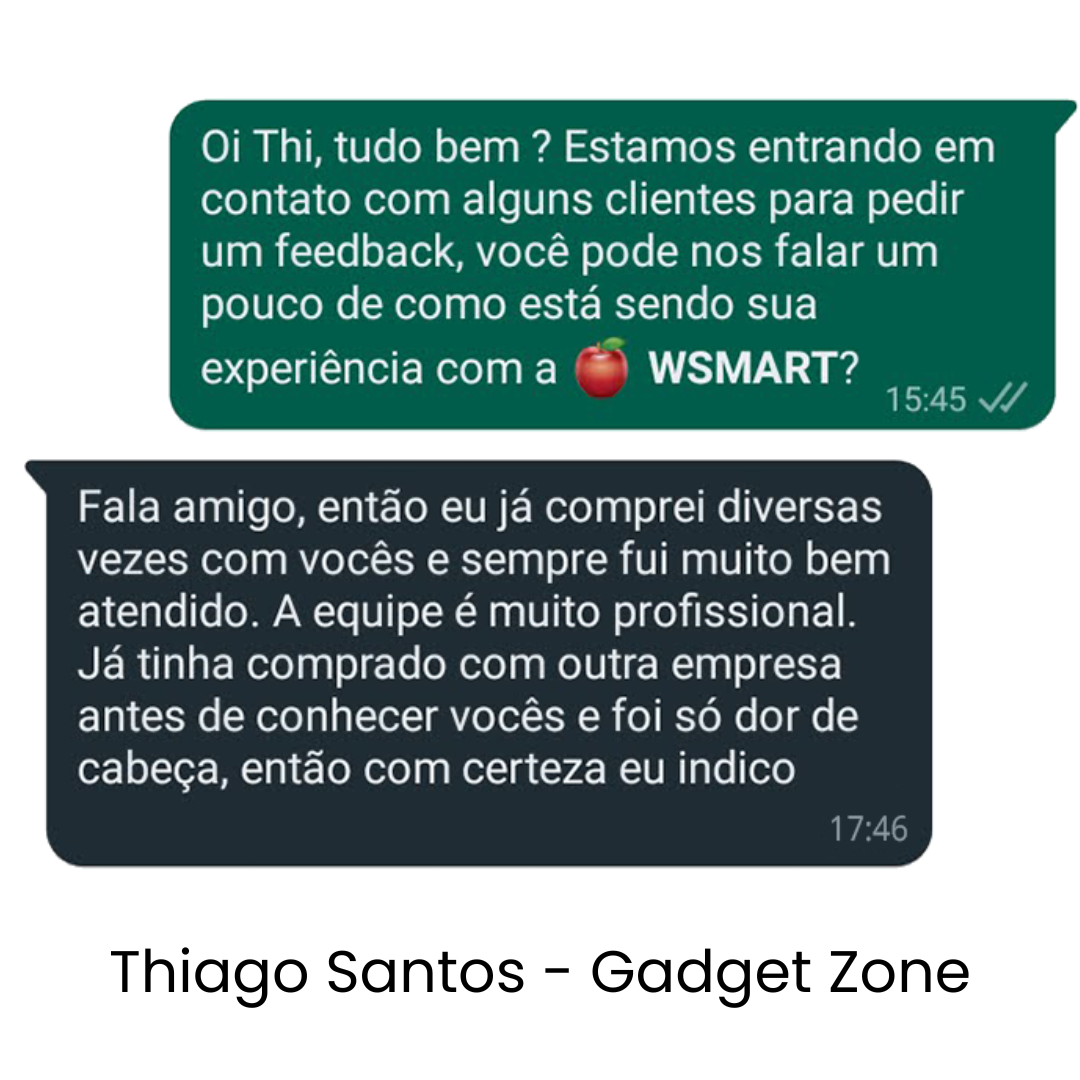 Oi Thi, tudo bem ? Estamos entrando em
contato com alguns clientes para pedir
um feedback, você pode nos falar um
pouco de como está sendo sua
experiência com a 🍎 WSMART?
15:45
Fala amigo, então eu já comprei diversas
vezes com vocês e sempre fui muito bem
atendido. A equipe é muito profissional.
Já tinha comprado com outra empresa
antes de conhecer vocês e foi só dor de
cabeça, então com certeza eu indico
17:46
Thiago Santos - Gadget Zone